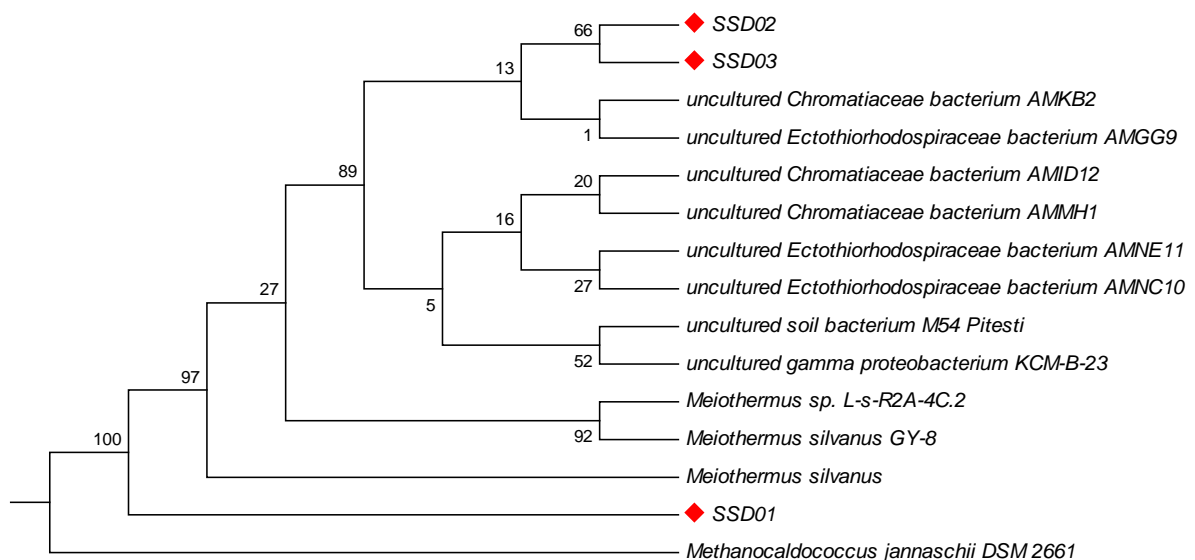 66
SSD02
SSD03
13
uncultured Chromatiaceae bacterium AMKB2
1
uncultured Ectothiorhodospiraceae bacterium AMGG9
89
uncultured Chromatiaceae bacterium AMID12
20
uncultured Chromatiaceae bacterium AMMH1
16
uncultured Ectothiorhodospiraceae bacterium AMNE11
27
uncultured Ectothiorhodospiraceae bacterium AMNC10
27
5
uncultured soil bacterium M54 Pitesti
52
uncultured gamma proteobacterium KCM-B-23
97
Meiothermus sp. L-s-R2A-4C.2
92
Meiothermus silvanus GY-8
100
Meiothermus silvanus
SSD01
Methanocaldococcus jannaschii DSM 2661